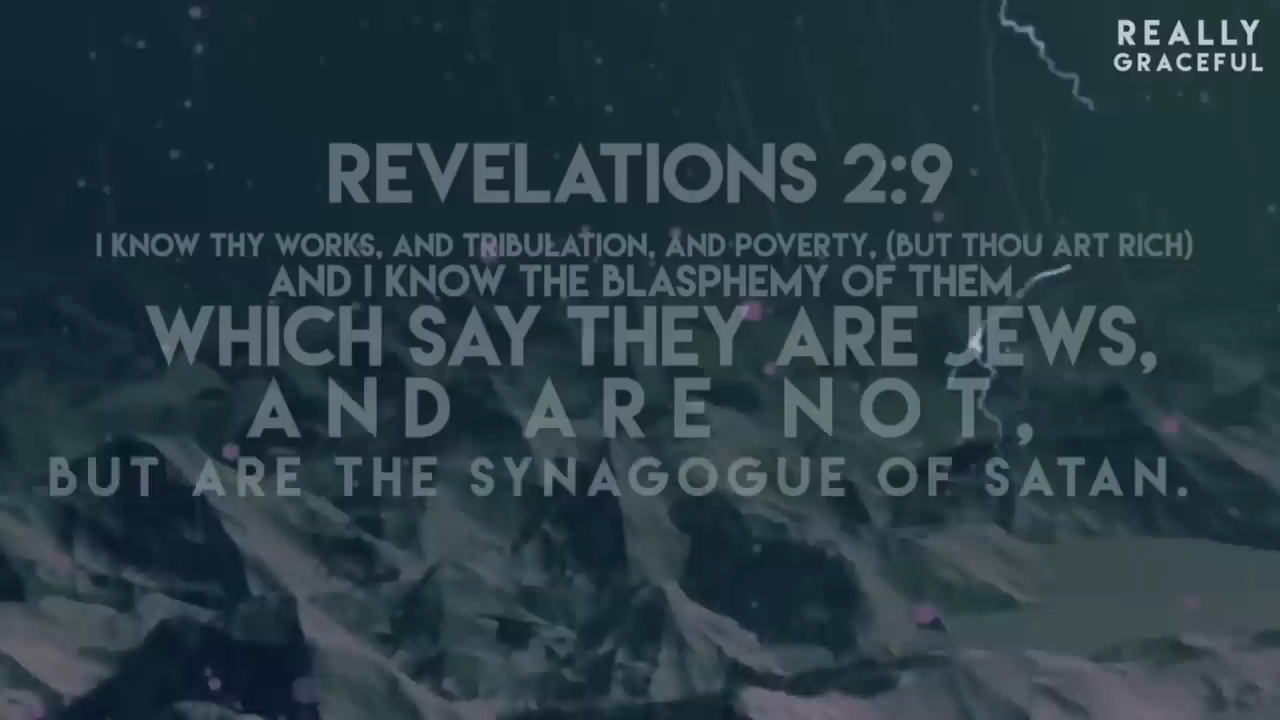 REALLY
GRACEFUL
REVELATIONS 2:9
I KNOW THY WORKS, AND TRIBULATION, AND POVERTY, (BUT THOU ART RICH)
AND I KNOW THE BLASPHEMY OF THEM
WHICH SAY THEY ARE JEWS,
AND ARE NOT,
BUT ARE THE SYNAGOGUE OF SATAN.